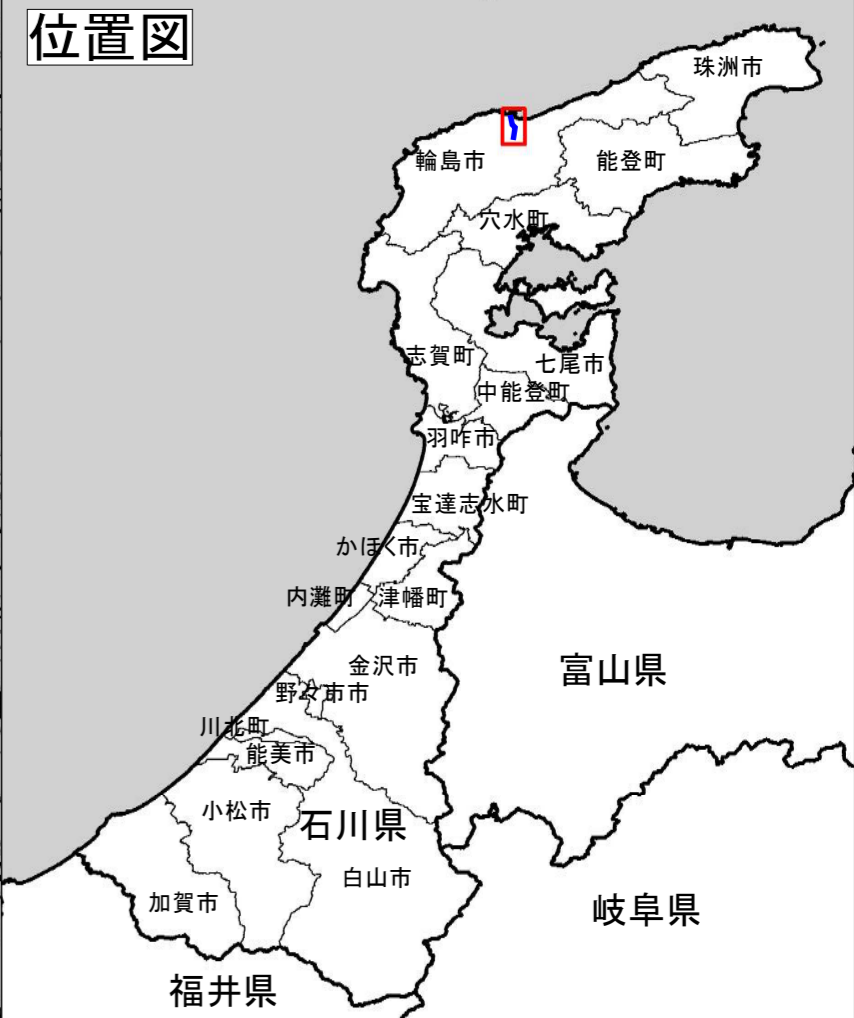 位置図
珠洲市
輪島市
能登町
穴水町
志賀町
七尾市
中能登町
羽咋市
宝達志水町
かほく市
内灘町
津幡町
金沢市
富山県
野々市市
川北町
能美市
小松市
石川県
白山市
加賀市
岐阜県
福井県